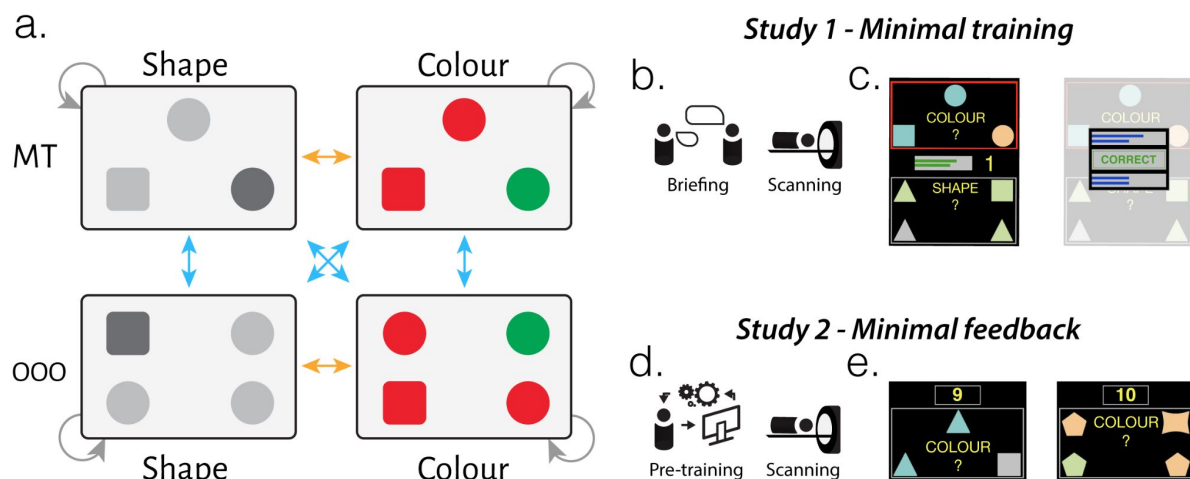 a.
Shape
Colour
MT
OOO
Shape
Colour
Study 1 - Minimal training
b.
Briefing
Scanning
c.
COLOUR
?
1
SHAPE
?
COLOUR
CORRECT
?
Study 2 - Minimal feedback
d.
Pre-training
Scanning
e.
9
COLOUR
?
10
COLOUR
?